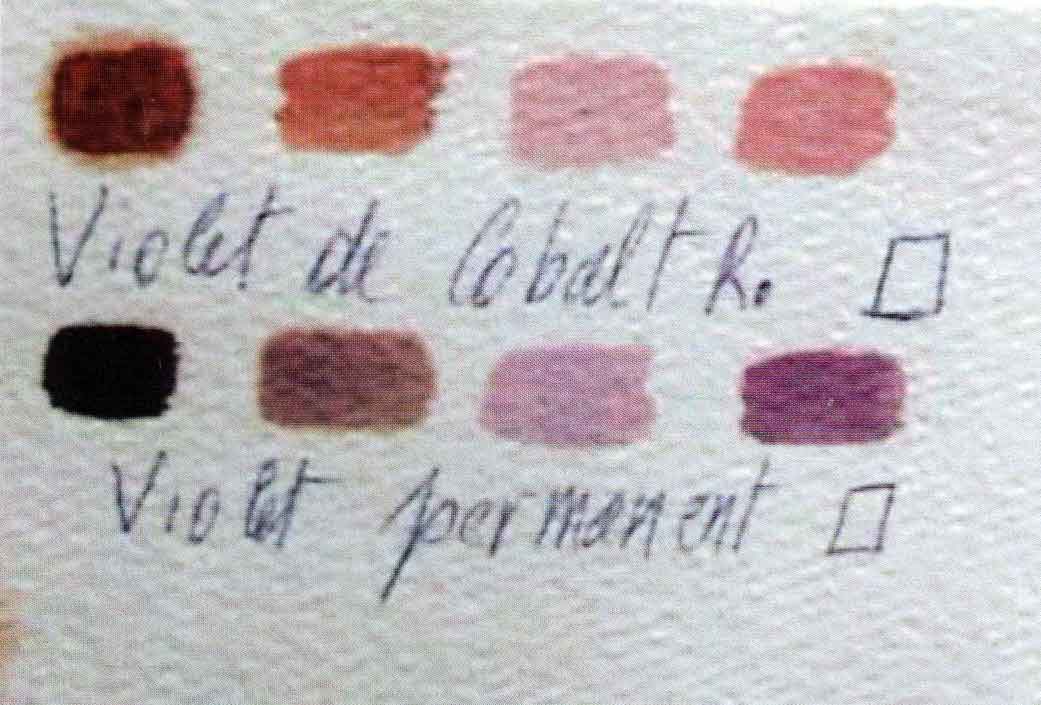 Violet de Cobalt h.
Violet permanent